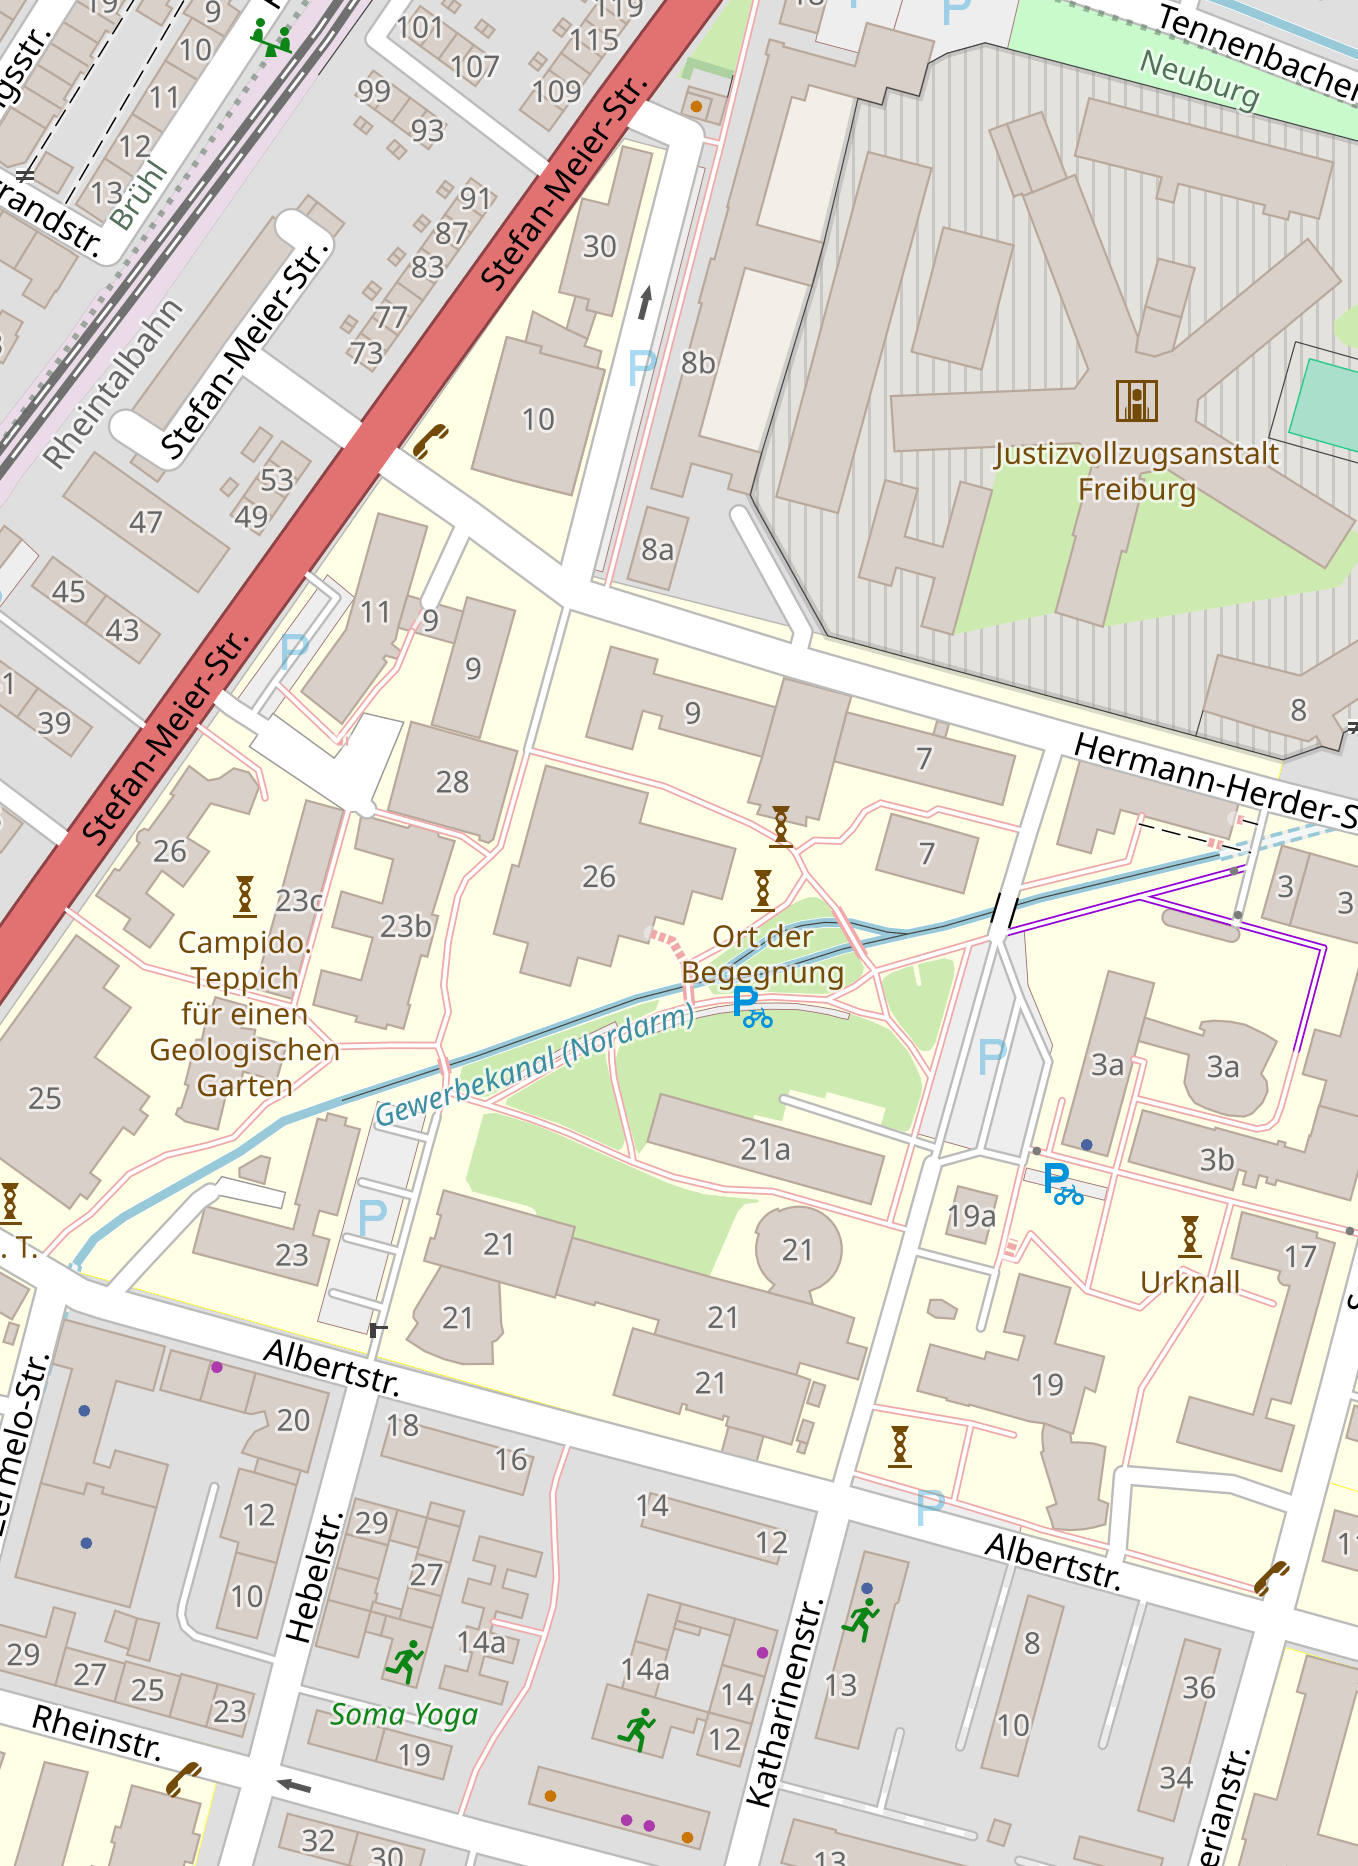 19
9
101
119
115
107
109
10
11
99
93
12
13
Brühl
randstr.
91
87
83
77
73
Stefan-Meier-Str.
Stefan-Meier-Str.
Rheintalbahn
Tennenbacher
Neuburg
30
P
8b
10
8a
Justizvollzugsanstalt
Freiburg
53
49
47
45
43
39
11
9
9
P
Stefan-Meier-Str.
9
7
8
Hermann-Herder-S
28
26
26
7
23c
23b
3
3
Campido.
Teppich
für einen
Geologischen
Garten
Ort der
Begegnung
P
Gewerbekanal (Nordarm)
P
25
3a
3a
3b
21a
P
P
19a
Urknall
17
. T.
23
21
21
21
21
21
19
Albertstr.
20
18
16
14
12
P
Albertstr.
12
10
29
27
14a
Hebelstr.
Soma Yoga
14a
14
12
Katharinenstr.
13
8
10
36
34
29
27
25
23
Rheinstr.
19
32
30
13
erianstr.